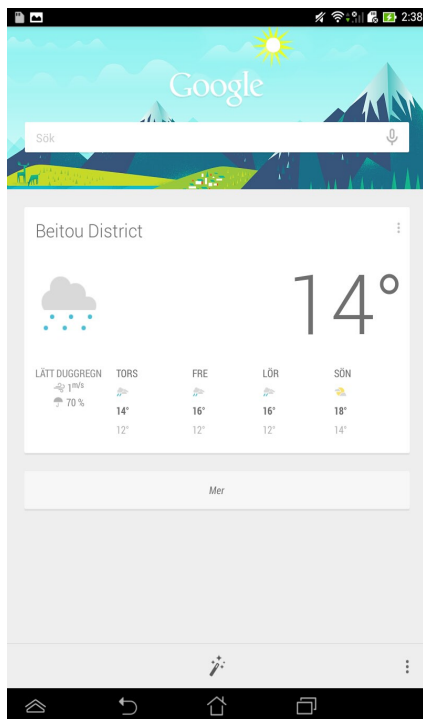 2:38
Google
Sök
Beitou District
14°
LÄTT DUGGREGN TORS FRE LÖR SÖN
1 m/s
70 %
14° 16° 16° 18°
12° 12° 12° 14°
Mer